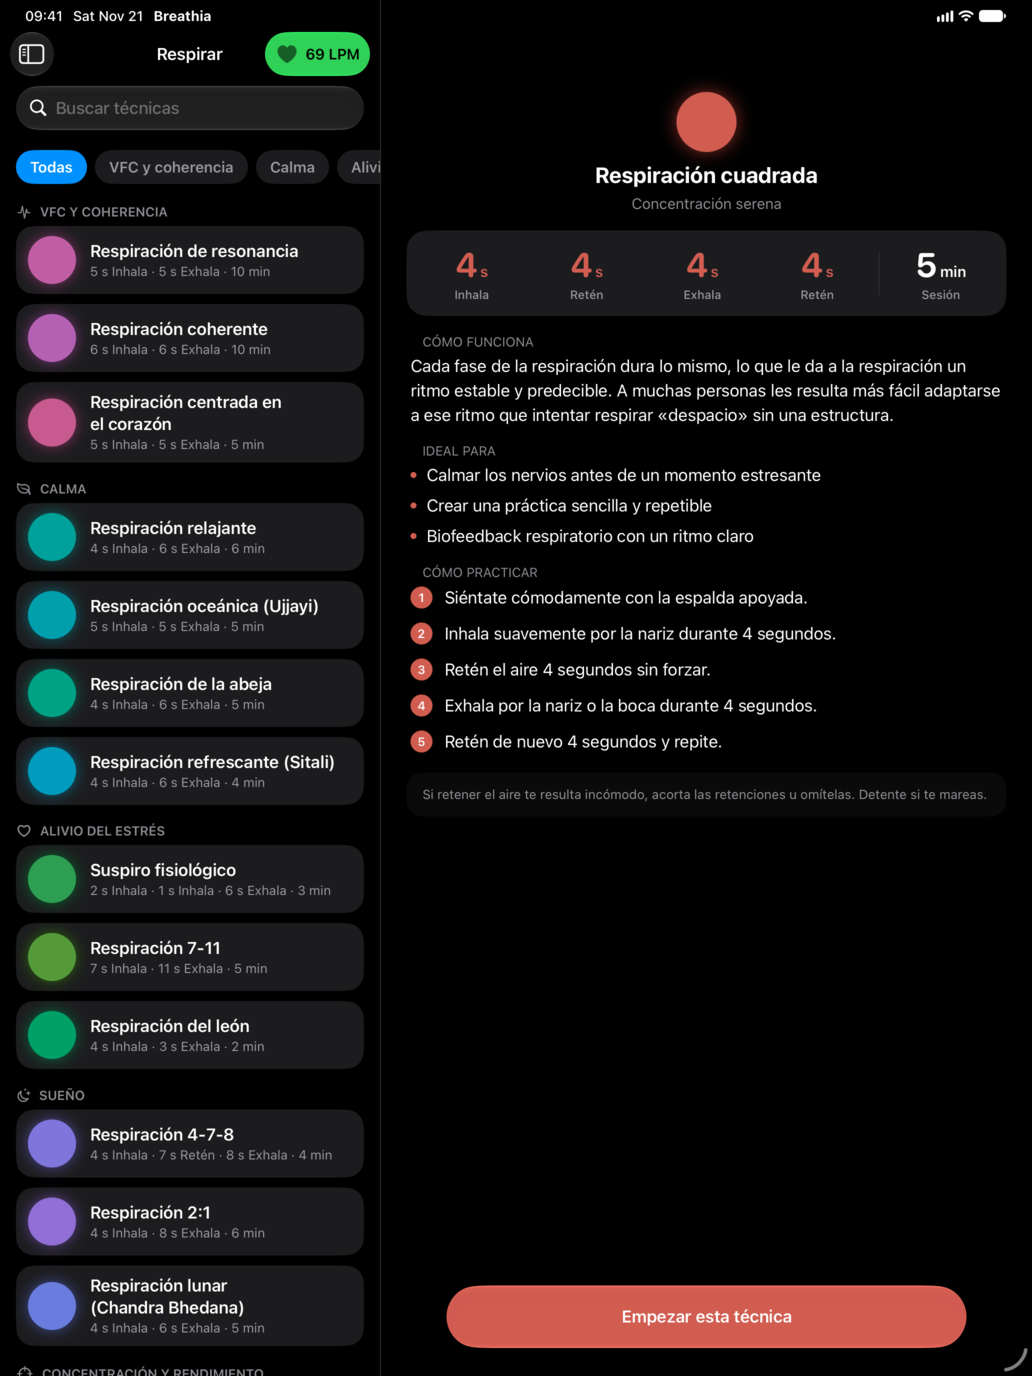 09:41 Sat Nov 21 Breathia
Respirar
69 LPM
Buscar técnicas
Todas
VFC y coherencia
Calma
Alivi
VFC Y COHERENCIA
Respiración de resonancia
5 s Inhala · 5 s Exhala · 10 min
Respiración coherente
6 s Inhala · 6 s Exhala · 10 min
Respiración centrada en
el corazón
5 s Inhala · 5 s Exhala · 5 min
CALMA
Respiración relajante
4 s Inhala · 6 s Exhala · 6 min
Respiración oceánica (Ujjayi)
5 s Inhala · 5 s Exhala · 5 min
Respiración de la abeja
4 s Inhala · 6 s Exhala · 5 min
Respiración refrescante (Sitali)
4 s Inhala · 6 s Exhala · 4 min
ALIVIO DEL ESTRÉS
Suspiro fisiológico
2 s Inhala · 1 s Inhala · 6 s Exhala · 3 min
Respiración 7-11
7 s Inhala · 11 s Exhala · 5 min
Respiración del león
4 s Inhala · 3 s Exhala · 2 min
SUEÑO
Respiración 4-7-8
4 s Inhala · 7 s Retén · 8 s Exhala · 4 min
Respiración 2:1
4 s Inhala · 8 s Exhala · 6 min
Respiración lunar
(Chandra Bhedana)
4 s Inhala · 6 s Exhala · 5 min
CONCENTRACIÓN Y RENDIMIENTO
Respiración cuadrada
Concentración serena
4 s
Inhala
4 s
Retén
4 s
Exhala
4 s
Retén
5 min
Sesión
CÓMO FUNCIONA
Cada fase de la respiración dura lo mismo, lo que le da a la respiración un
ritmo estable y predecible. A muchas personas les resulta más fácil adaptarse
a ese ritmo que intentar respirar «despacio» sin una estructura.
IDEAL PARA
• Calmar los nervios antes de un momento estresante
• Crear una práctica sencilla y repetible
• Biofeedback respiratorio con un ritmo claro
CÓMO PRACTICAR
1 Siéntate cómodamente con la espalda apoyada.
2 Inhala suavemente por la nariz durante 4 segundos.
3 Retén el aire 4 segundos sin forzar.
4 Exhala por la nariz o la boca durante 4 segundos.
5 Retén de nuevo 4 segundos y repite.
Si retener el aire te resulta incómodo, acorta las retenciones u omítelas. Detente si te mareas.
Empezar esta técnica